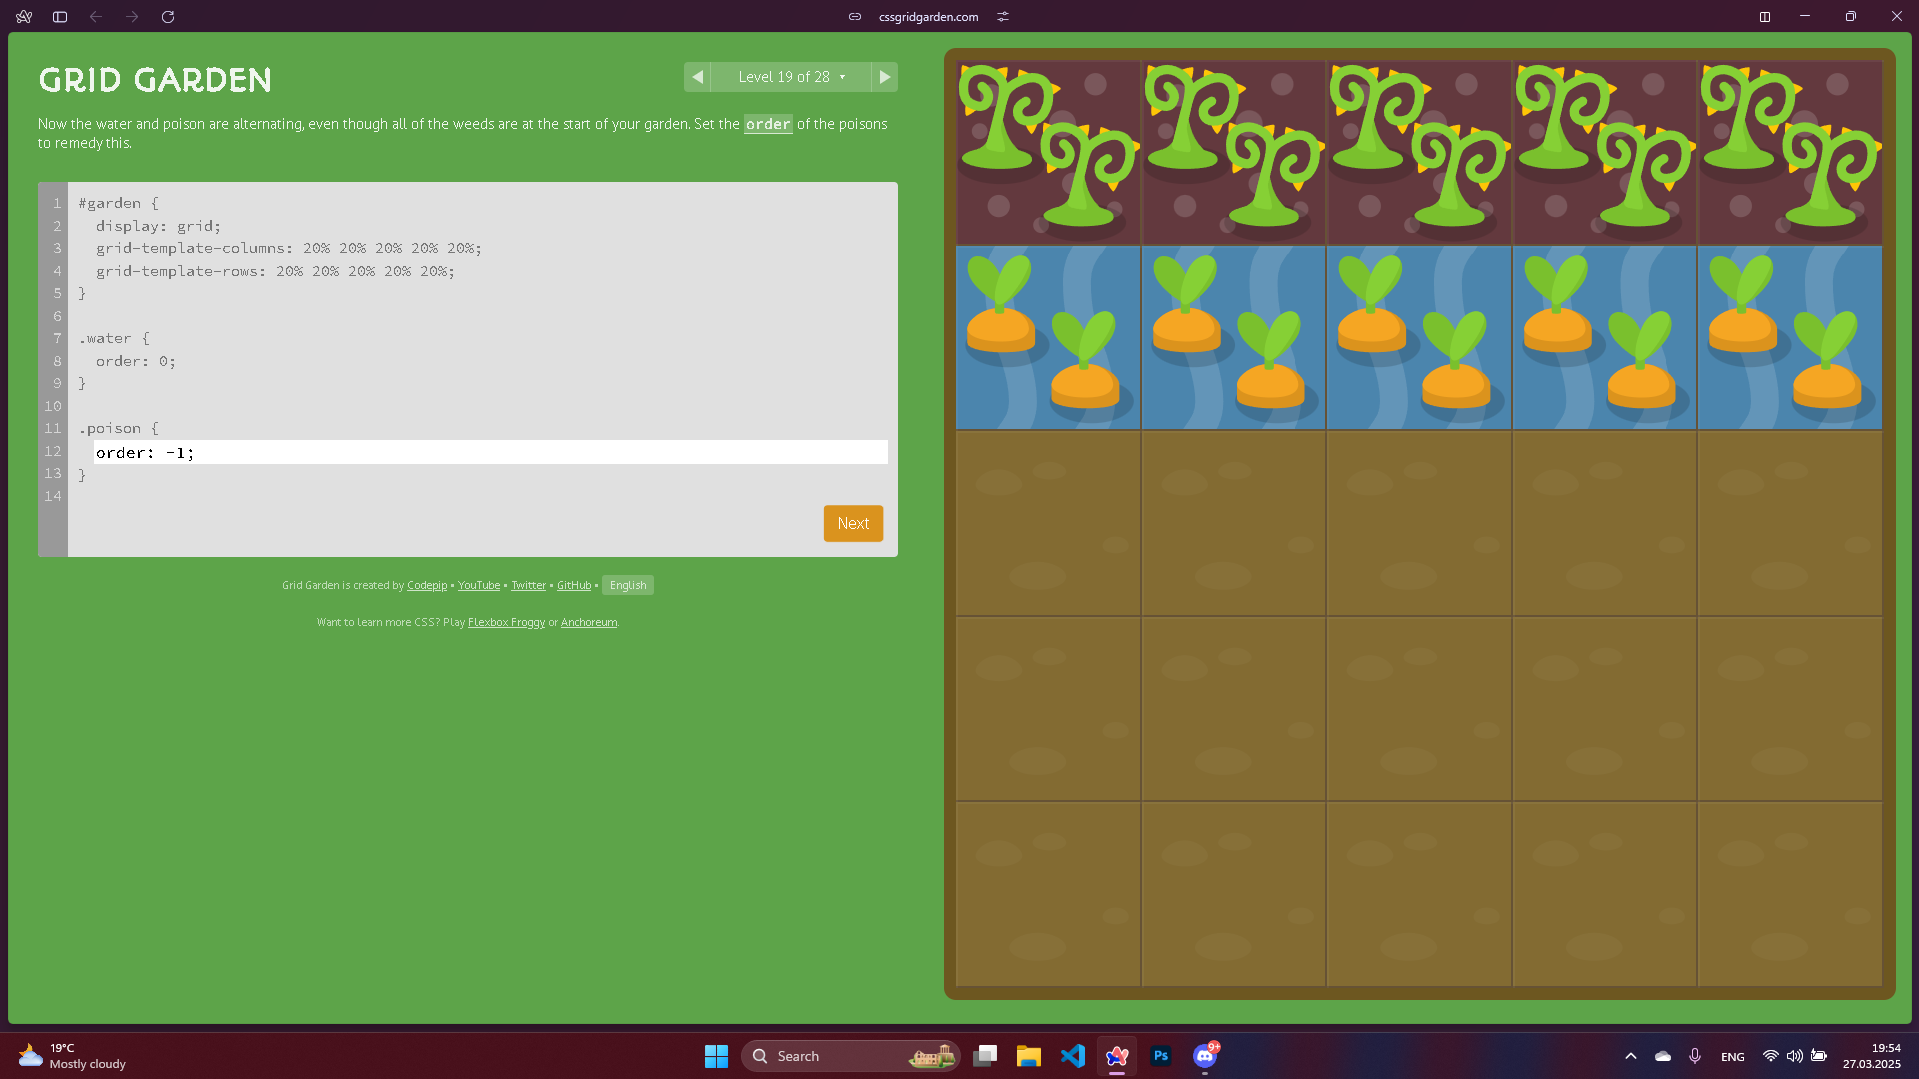 cssgridgarden.com
GRID GARDEN
Level 19 of 28
Now the water and poison are alternating, even though all of the weeds are at the start of your garden. Set the order of the poisons
to remedy this.
1 #garden {
2 display: grid;
3 grid-template-columns: 20% 20% 20% 20% 20%;
4 grid-template-rows: 20% 20% 20% 20% 20%;
5 }
6
7 .water {
8 order: 0;
9 }
10
11 .poison {
12 order: -1;
13 }
14
Next
Grid Garden is created by Codepip • YouTube • Twitter • GitHub • English
Want to learn more CSS? Play Flexbox Froggy or Anchoreum.
19°C
Mostly cloudy
Search
Ps
9+
ENG
19:54
27.03.2025